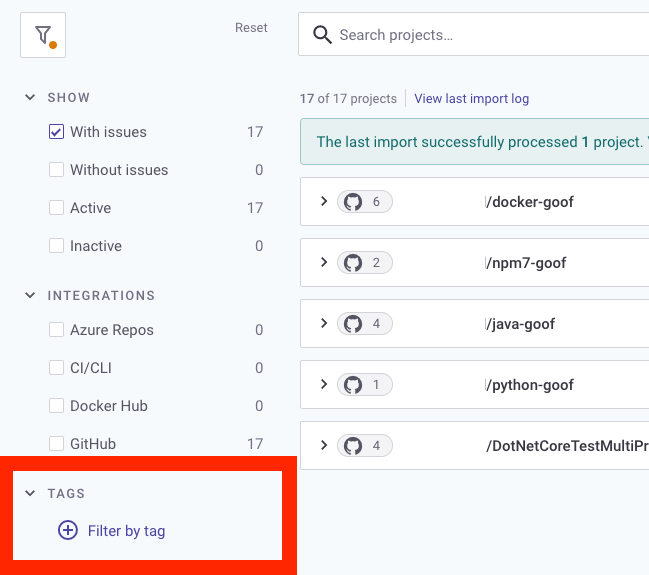 Reset
Search projects...
SHOW
With issues 17
Without issues 0
Active 17
Inactive 0
INTEGRATIONS
Azure Repos 0
CI/CLI 0
Docker Hub 0
GitHub 17
TAGS
Filter by tag
17 of 17 projects
View last import log
The last import successfully processed 1 project.
6 /docker-goof
2 /npm7-goof
4 /java-goof
1 /python-goof
4 /DotNetCoreTestMultiPr